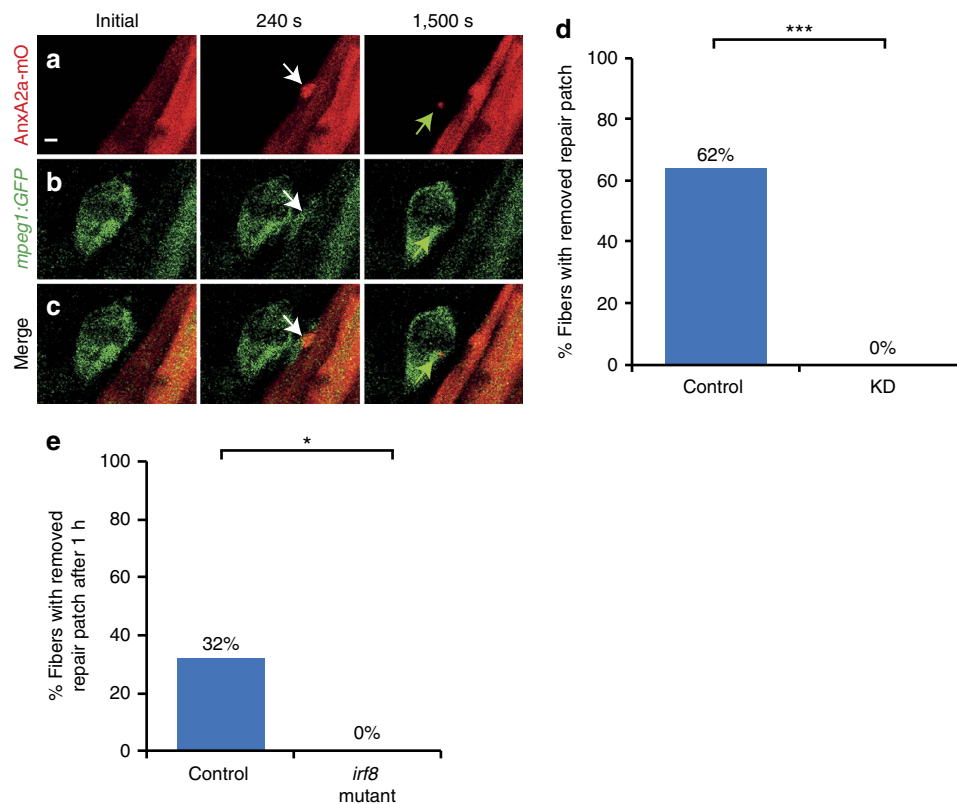 Initial 240 s 1,500 s
AnxA2a-mO
a
mpeg1:GFP
b
Merge
c
d
% Fibers with removed repair patch
100
80
60
40
20
0
***
62%
0%
Control KD
e
% Fibers with removed
repair patch after 1 h
100
80
60
40
20
0
*
32%
0%
Control irf8
mutant